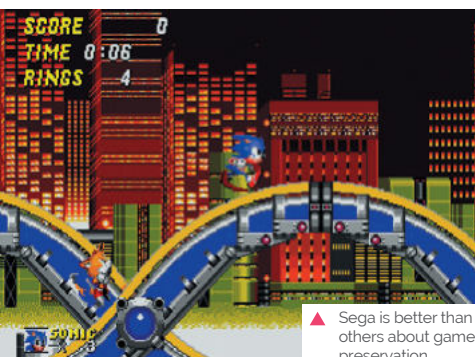 SCORE 0
TIME 0:06
RINGS 4
SONIC
× 3
Sega is better than
others about game
preservation